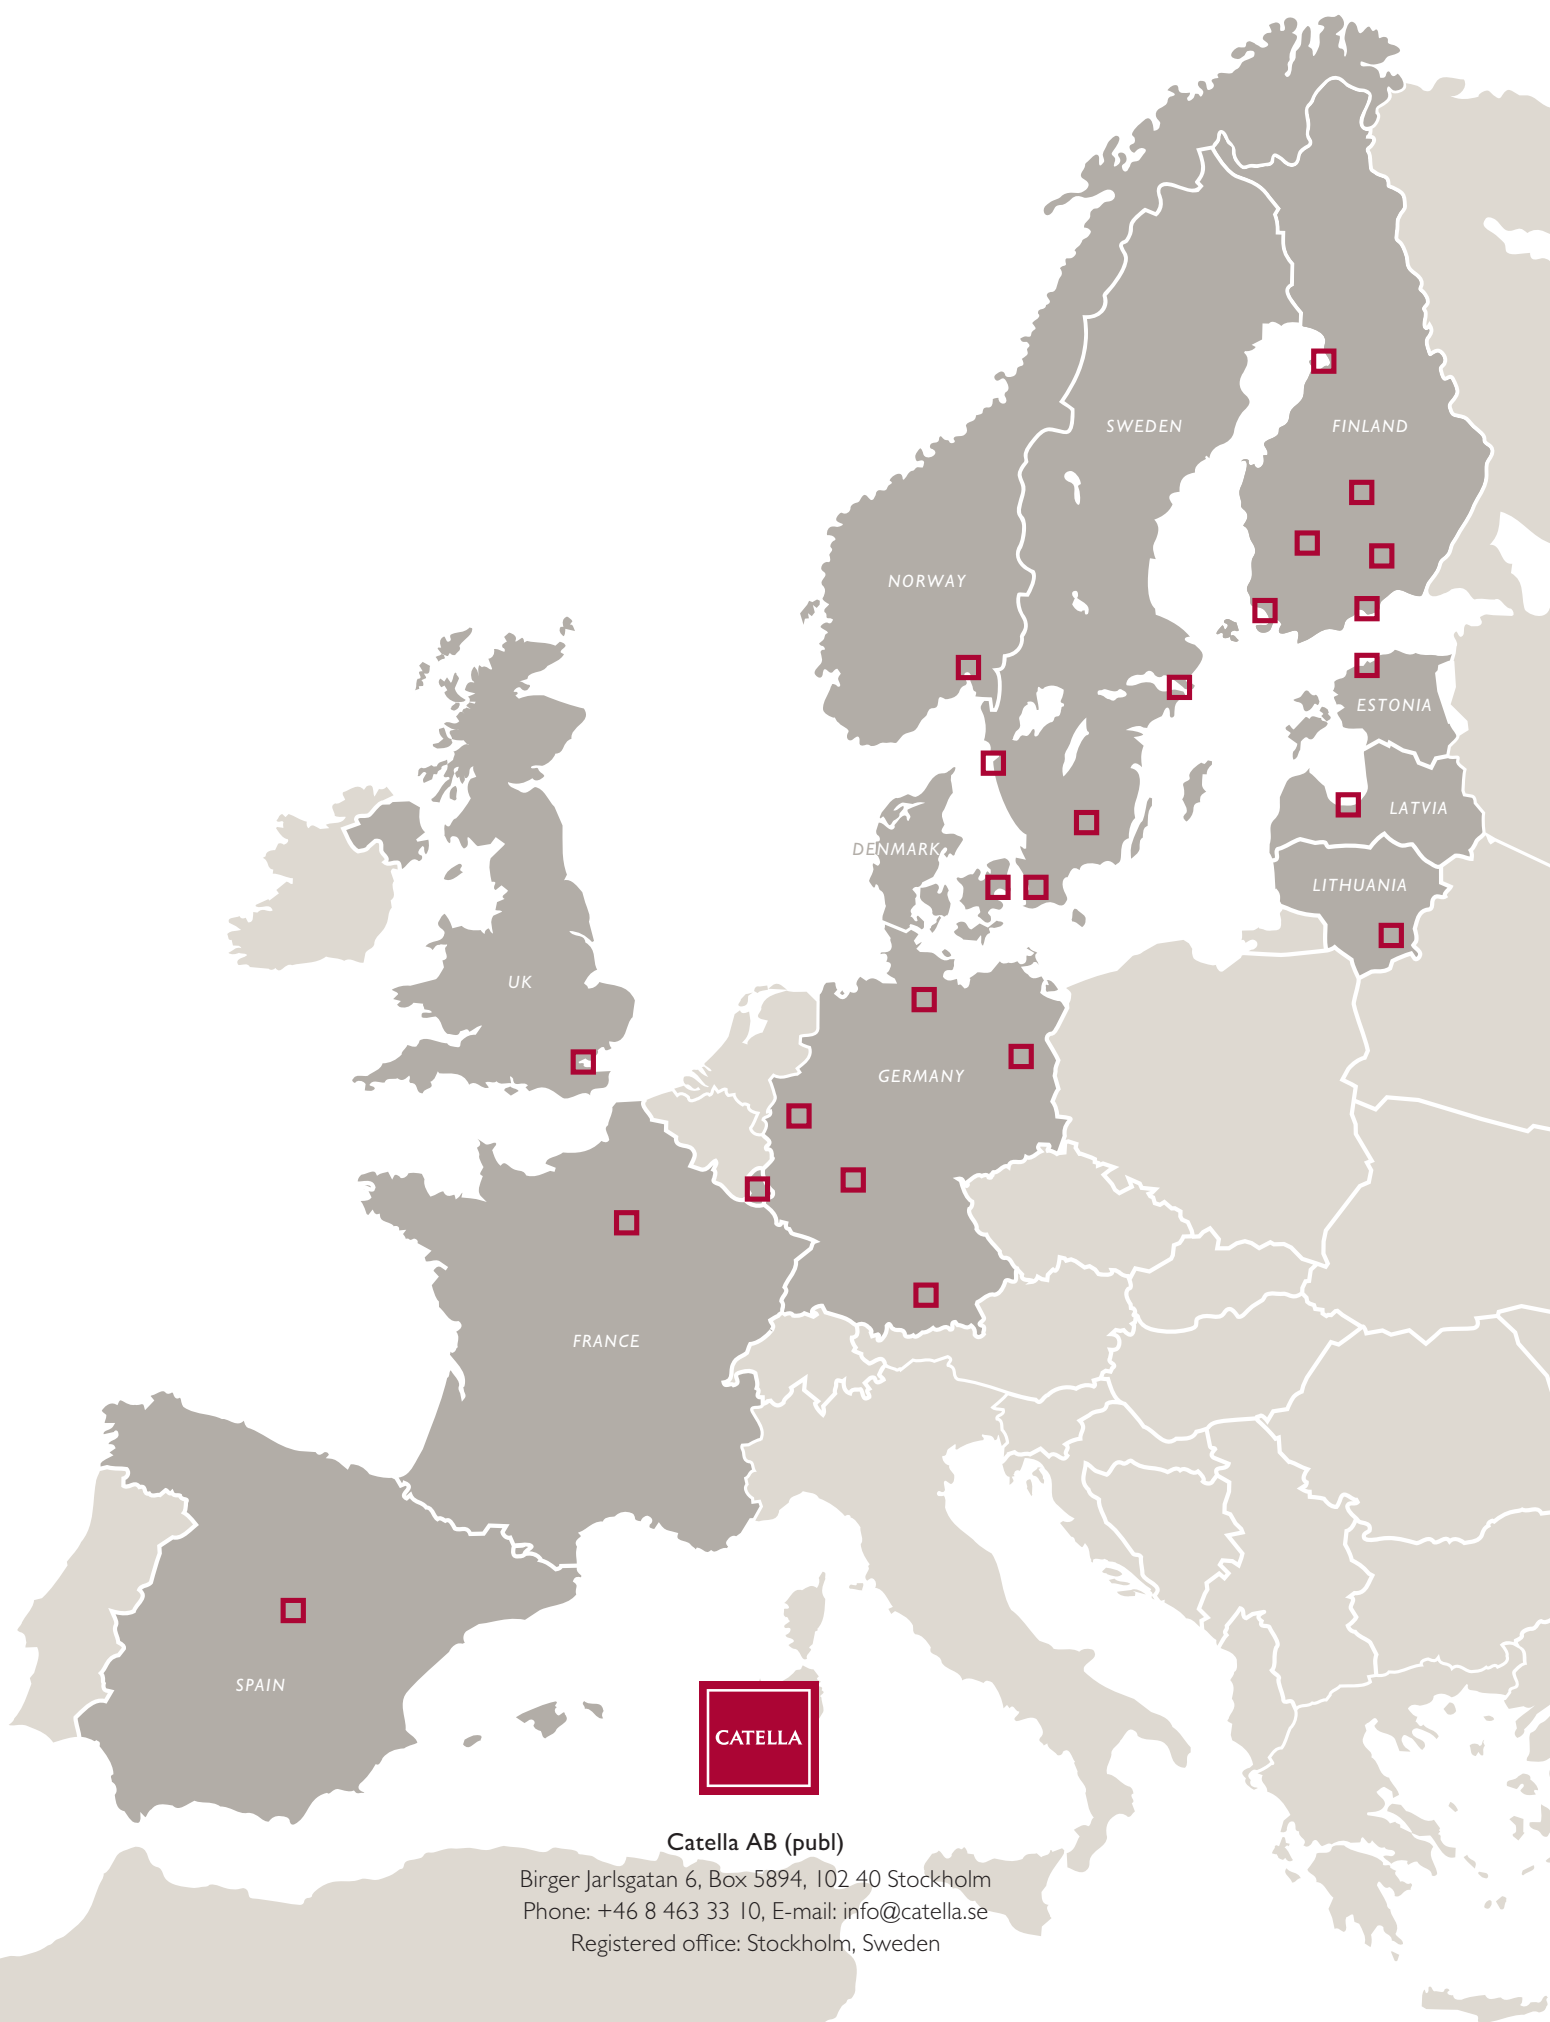 SWEDEN
FINLAND
NORWAY
ESTONIA
LATVIA
DENMARK
LITHUANIA
UK
GERMANY
FRANCE
SPAIN
CATELLA
Catella AB (publ)
Birger Jarlsgatan 6, Box 5894, 102 40 Stockholm
Phone: +46 8 463 33 10, E-mail: info@catella.se
Registered office: Stockholm, Sweden